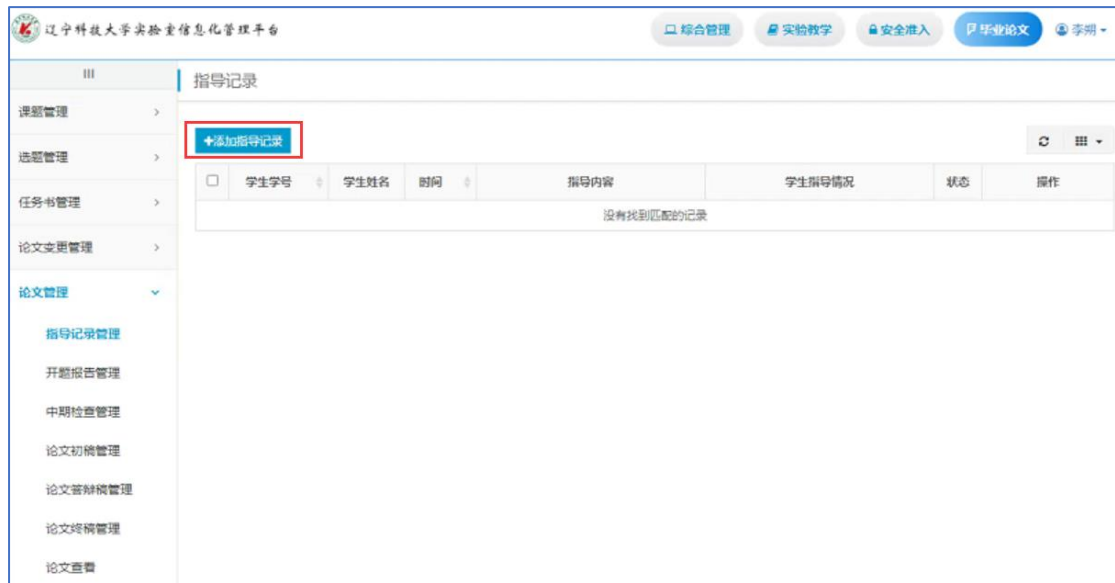 辽宁科技大学实验室信息化管理平台 综合管理 实验教学 安全准入 毕业论文 李朔
指导记录
课题管理
+添加指导记录
选题管理
学生学号 学生姓名 时间 指导内容 学生指导情况 状态 操作
任务书管理
没有找到匹配的记录
论文变更管理
论文管理
指导记录管理
开题报告管理
中期检查管理
论文初稿管理
论文答辩稿管理
论文终稿管理
论文查看